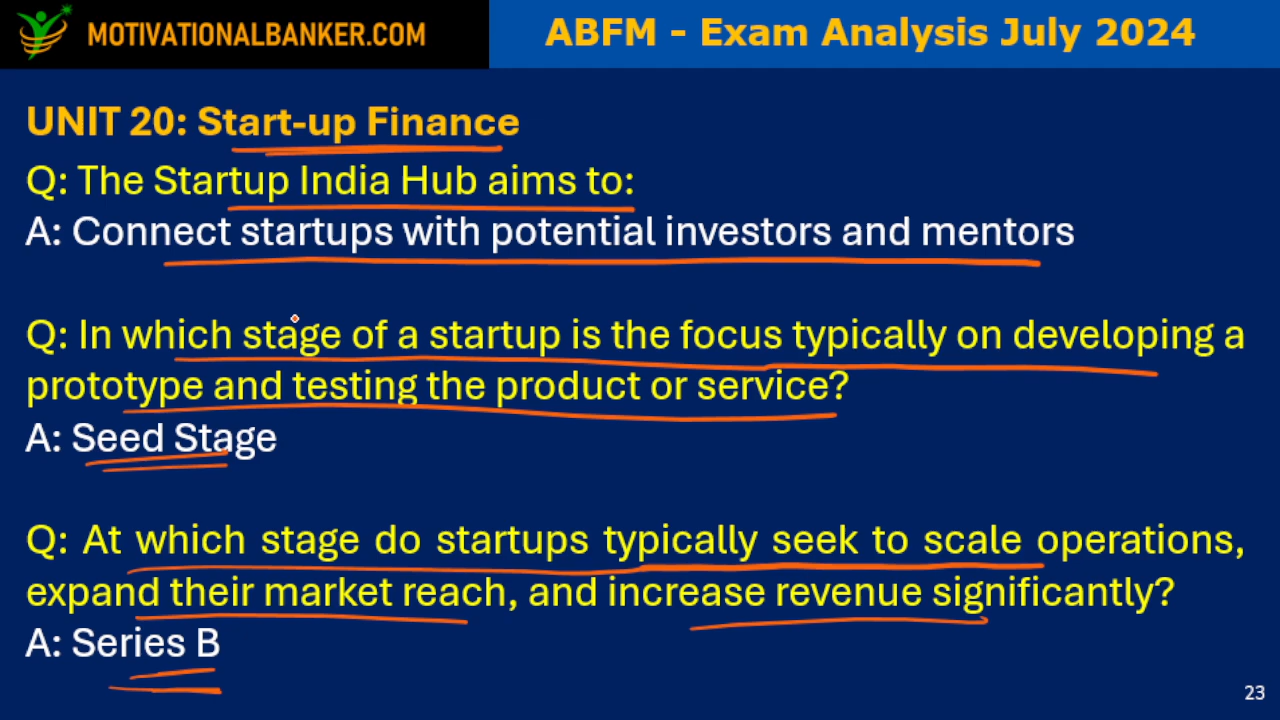 MOTIVATIONALBANKER.COM
ABFM - Exam Analysis July 2024
UNIT 20: Start-up Finance
Q: The Startup India Hub aims to:
A: Connect startups with potential investors and mentors
Q: In which stage of a startup is the focus typically on developing a
prototype and testing the product or service?
A: Seed Stage
Q: At which stage do startups typically seek to scale operations,
expand their market reach, and increase revenue significantly?
A: Series B
23